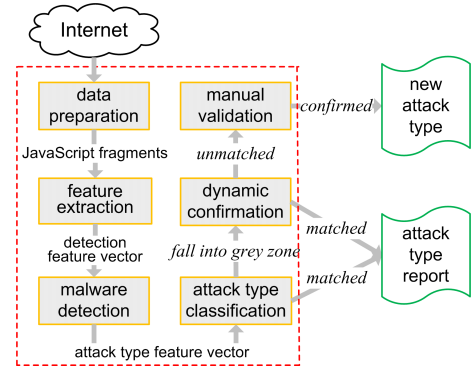 Internet
data
preparation
JavaScript fragments
feature
extraction
detection
feature vector
malware
detection
attack type feature vector
attack type
classification
fall into grey zone
dynamic
confirmation
unmatched
manual
validation
confirmed
new
attack
type
matched
matched
attack
type
report